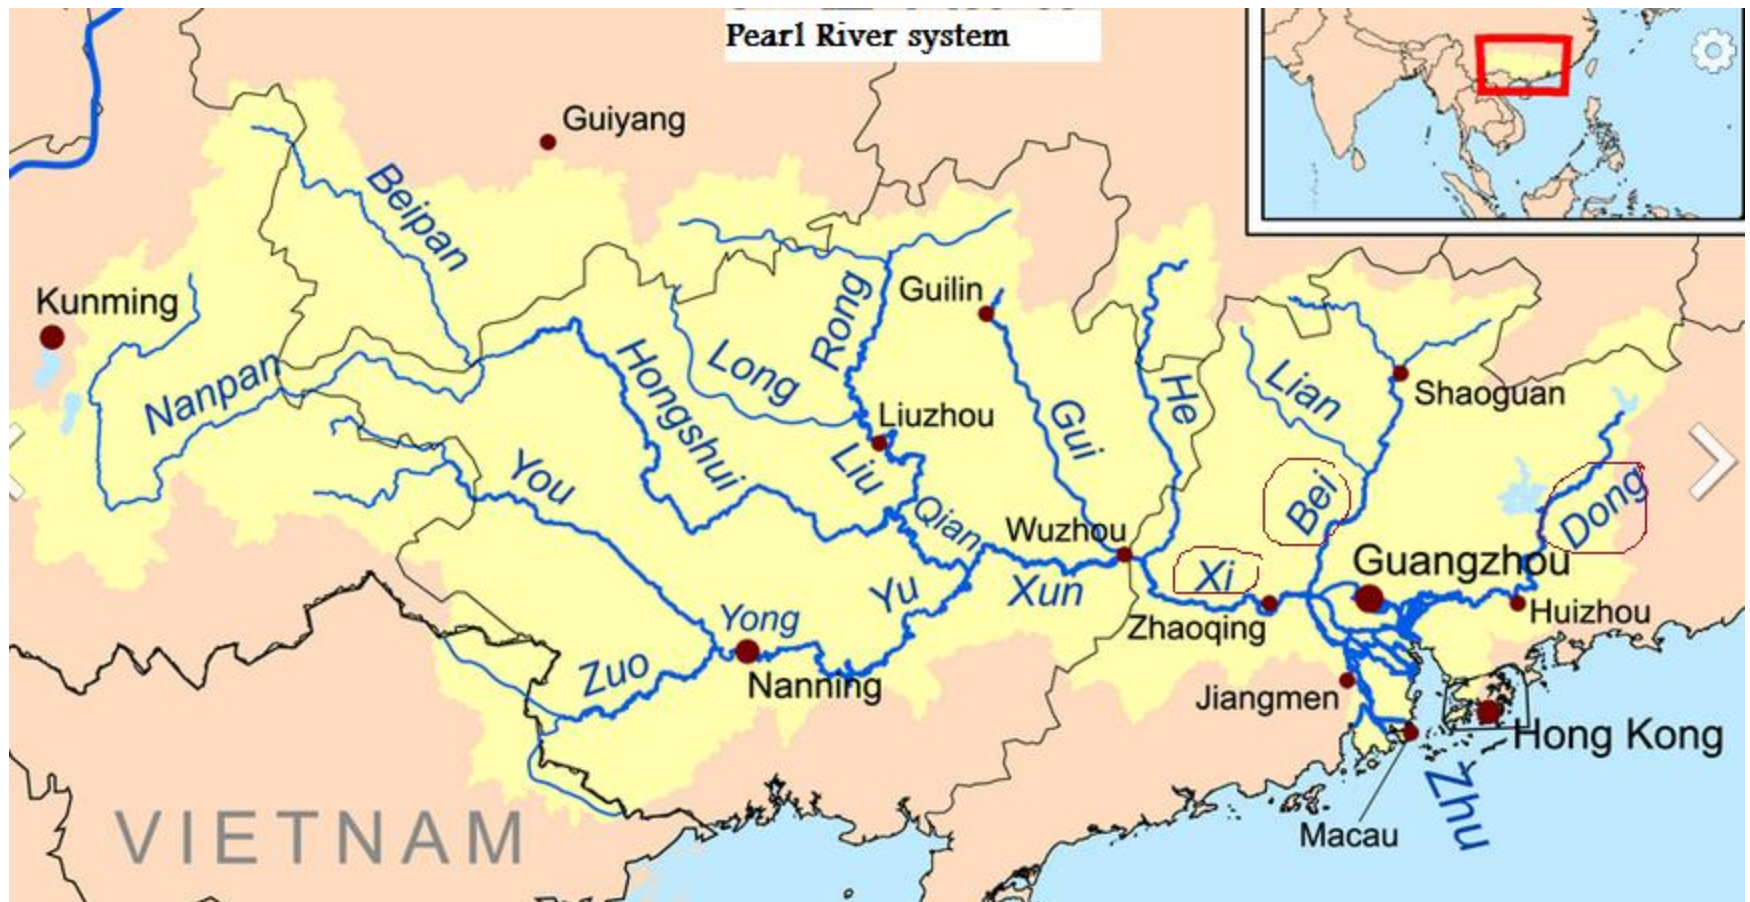 Pearl River system
Guiyang
Beipan
Kunming
Nanpan
Guilin
Rong
Long
Hongshui
Liuzhou
Liu
Gui
He
Lian
Shaoguan
You
Qian
Wuzhou
Bei
Dong
Xi
Guangzhou
Yu
Xun
Yong
Zhaoqing
Huizhou
Zuo
Nanning
Jiangmen
Hong Kong
Zhu
Macau
VIETNAM